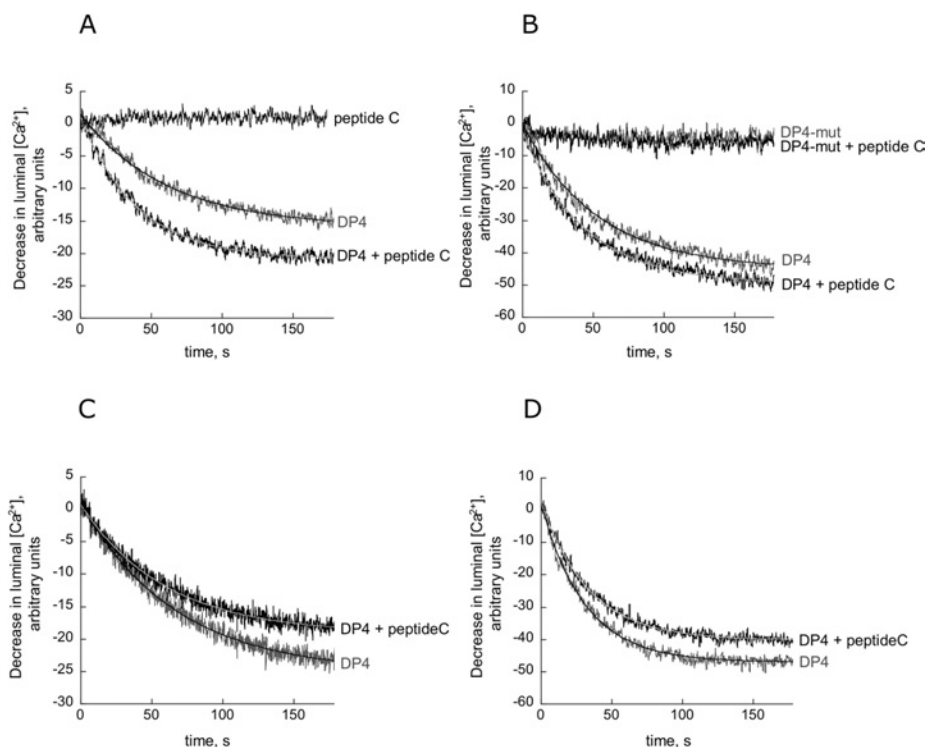 A
Decrease in luminal [Ca²⁺],
arbitrary units
5
0
-5
-10
-15
-20
-25
-30
peptide C
DP4
DP4 + peptide C
0
50
100
150
time, s
B
Decrease in luminal [Ca²⁺],
arbitrary units
10
0
-10
-20
-30
-40
-50
-60
DP4-mut
DP4-mut + peptide C
DP4
DP4 + peptide C
0
50
100
150
time, s
C
Decrease in luminal [Ca²⁺],
arbitrary units
5
0
-5
-10
-15
-20
-25
-30
DP4 + peptideC
DP4
0
50
100
150
time, s
D
Decrease in luminal [Ca²⁺],
arbitrary units
10
0
-10
-20
-30
-40
-50
-60
DP4 + peptideC
DP4
0
50
100
150
time, s